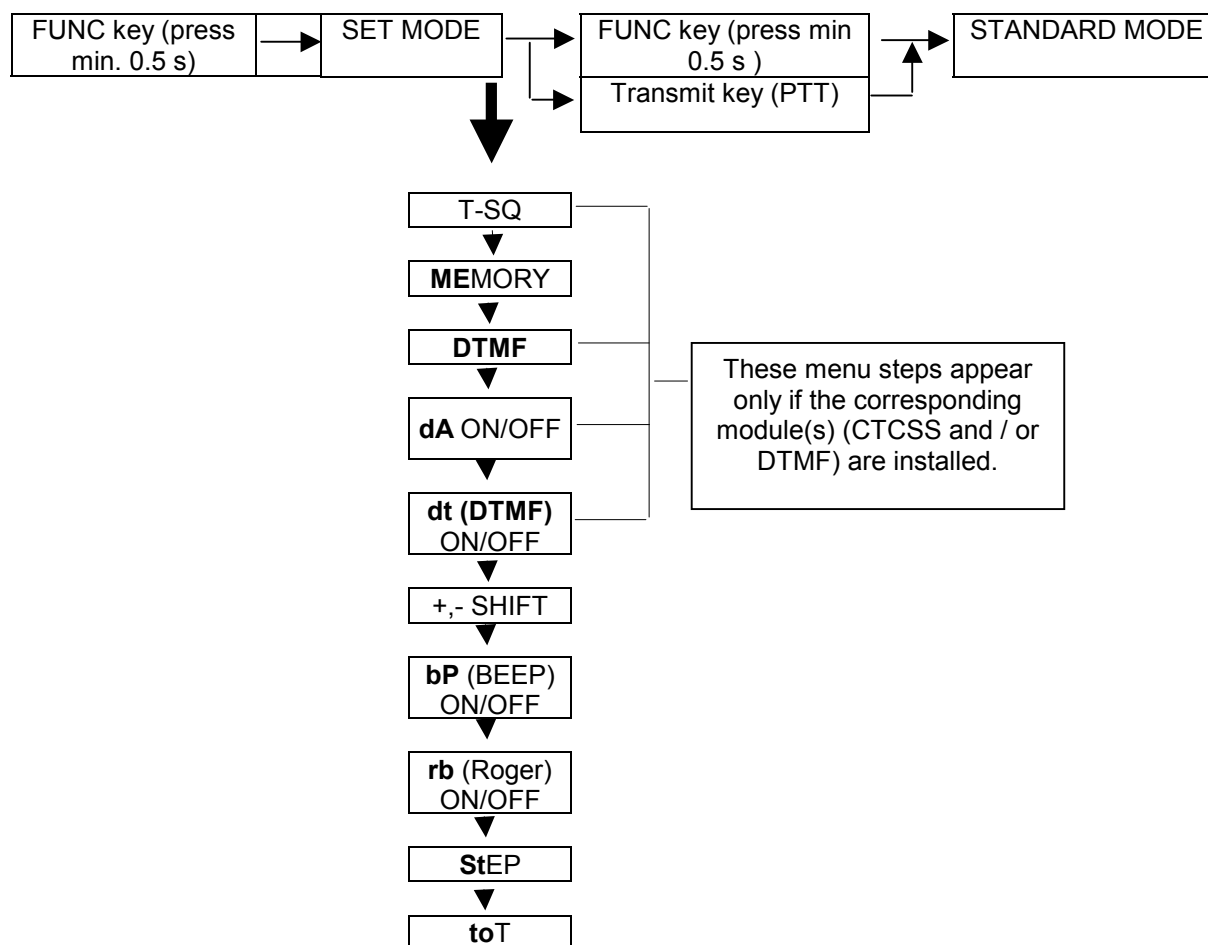 FUNC key (press
min. 0.5 s)
SET MODE
FUNC key (press min
0.5 s )
Transmit key (PTT)
STANDARD MODE
T-SQ
MEMORY
DTMF
dA ON/OFF
dt (DTMF)
ON/OFF
These menu steps appear
only if the corresponding
module(s) (CTCSS and / or
DTMF) are installed.
+,- SHIFT
bP (BEEP)
ON/OFF
rb (Roger)
ON/OFF
StEP
toT